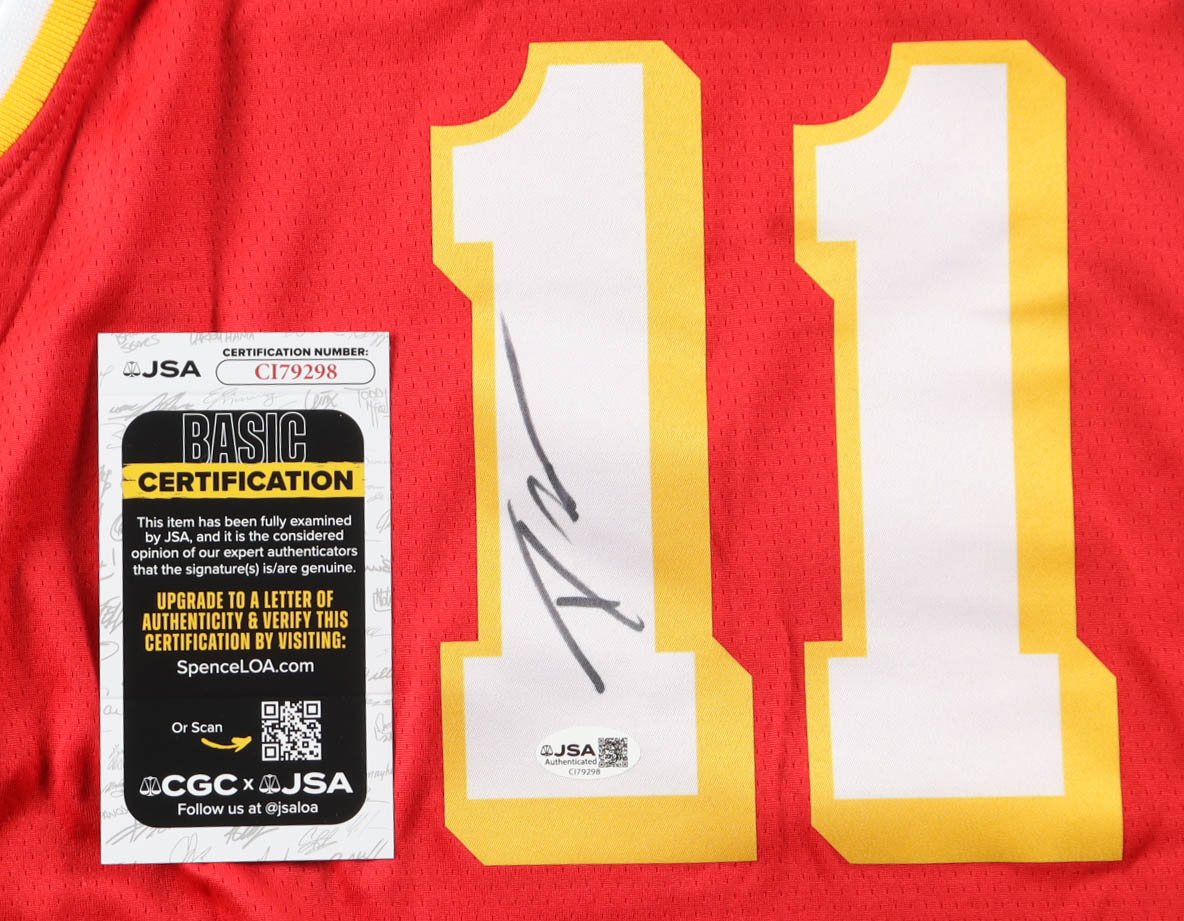 11
JSA
CERTIFICATION NUMBER:
CI79298
BASIC
CERTIFICATION
This item has been fully examined
by JSA, and it is the considered
opinion of our expert authenticators
that the signature(s) is/are genuine.
UPGRADE TO A LETTER OF
AUTHENTICITY & VERIFY THIS
CERTIFICATION BY VISITING:
SpenceLOA.com
Or Scan
CGC x JSA
Follow us at @jsaloa
JSA
Authenticated
CI79298